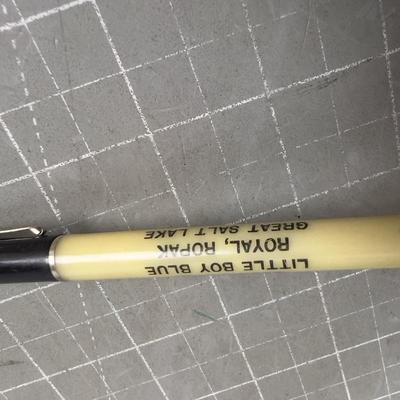 LITTLE BOY BLUE
ROYAL, ROPAK
GREAT SALT LAKE